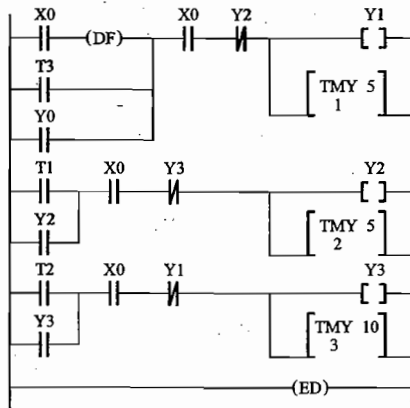 X0 X0 Y2 Y1
(DF)
T3
TMY 5
1
Y0
T1 X0 Y3 Y2
Y2
TMY 5
2
T2 X0 Y1 Y3
Y3
TMY 10
3
(ED)